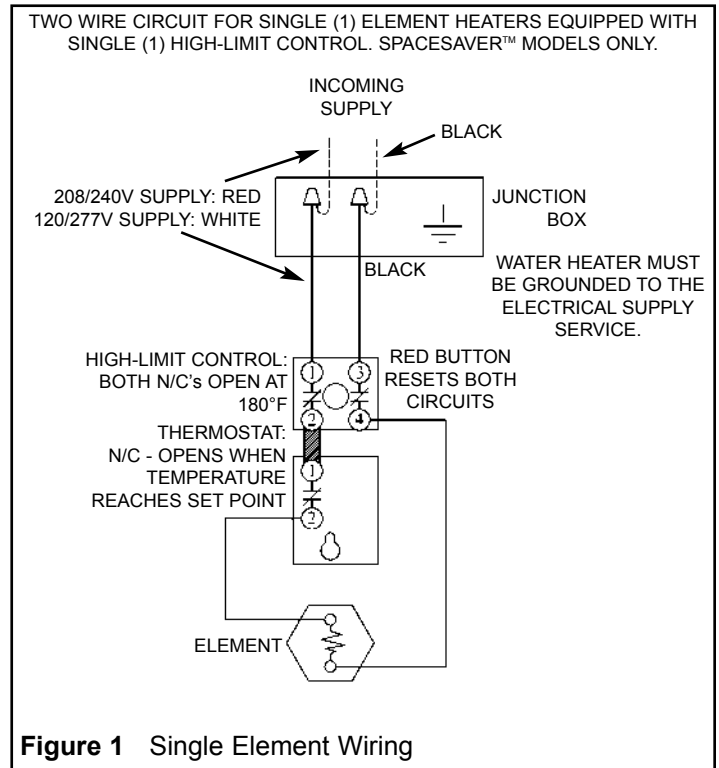 TWO WIRE CIRCUIT FOR SINGLE (1) ELEMENT HEATERS EQUIPPED WITH
SINGLE (1) HIGH-LIMIT CONTROL. SPACESAVER™ MODELS ONLY.
INCOMING
SUPPLY
BLACK
208/240V SUPPLY: RED
120/277V SUPPLY: WHITE
JUNCTION
BOX
BLACK
WATER HEATER MUST
BE GROUNDED TO THE
ELECTRICAL SUPPLY
SERVICE.
HIGH-LIMIT CONTROL:
BOTH N/C's OPEN AT
180°F
1
3
2
4
RED BUTTON
RESETS BOTH
CIRCUITS
THERMOSTAT:
N/C - OPENS WHEN
TEMPERATURE
REACHES SET POINT
1
2
ELEMENT
Figure 1 Single Element Wiring